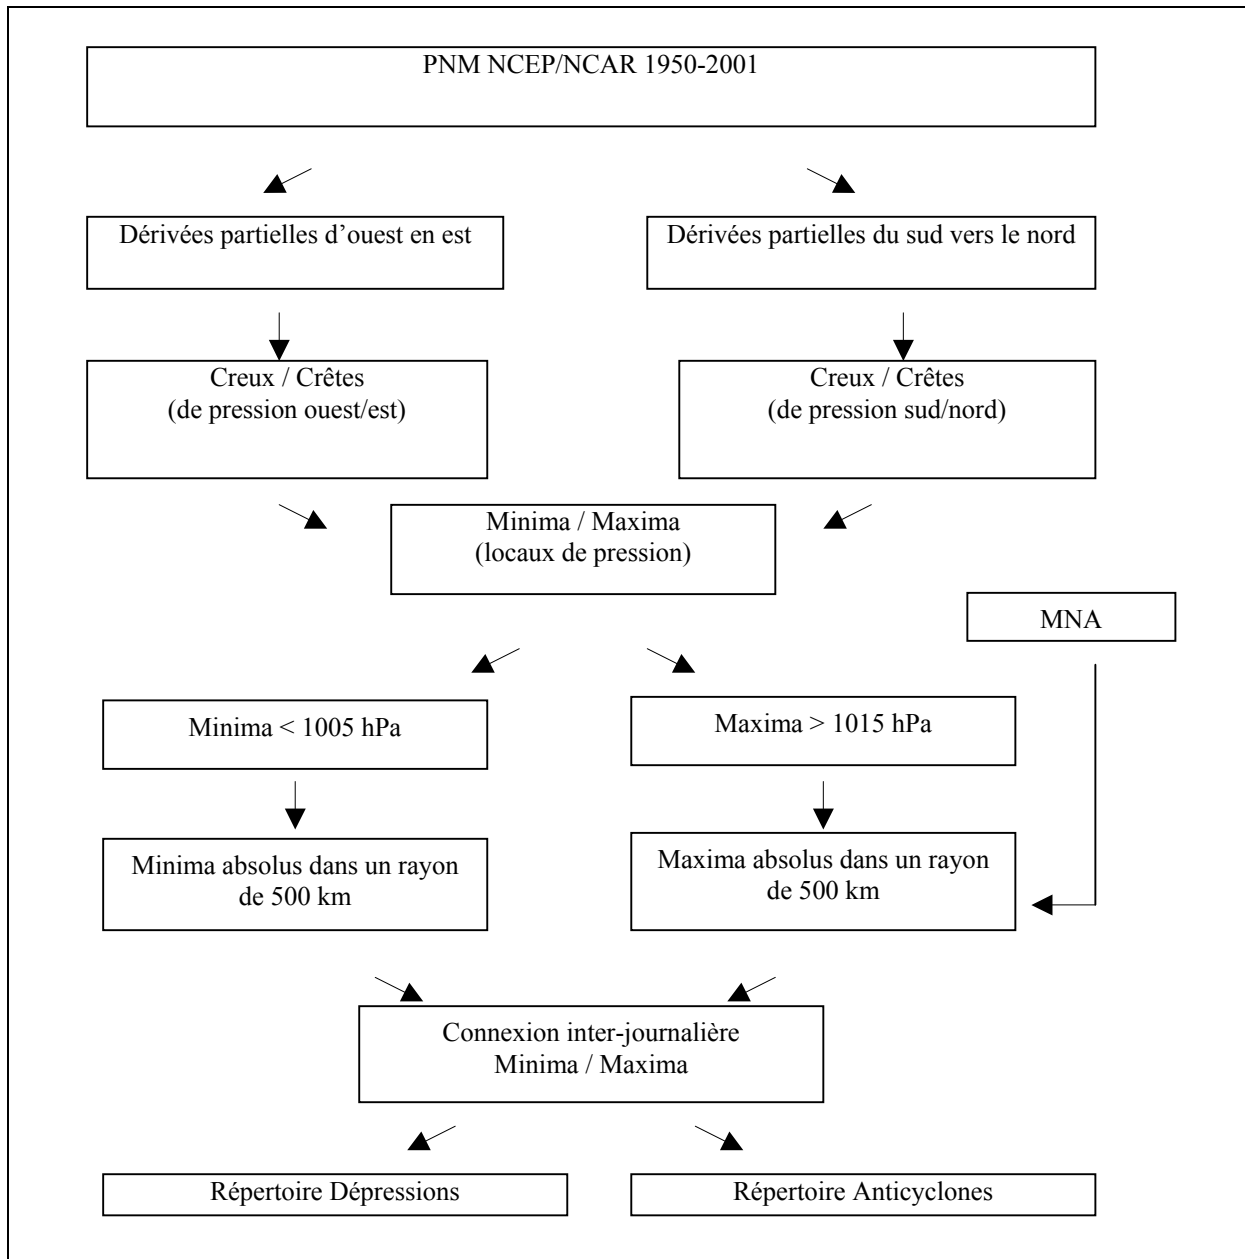 PNM NCEP/NCAR 1950-2001
Dérivées partielles d’ouest en est
Dérivées partielles du sud vers le nord
Creux / Crêtes
(de pression ouest/est)
Creux / Crêtes
(de pression sud/nord)
Minima / Maxima
(locaux de pression)
MNA
Minima < 1005 hPa
Maxima > 1015 hPa
Minima absolus dans un rayon
de 500 km
Maxima absolus dans un rayon
de 500 km
Connexion inter-journalière
Minima / Maxima
Répertoire Dépressions
Répertoire Anticyclones